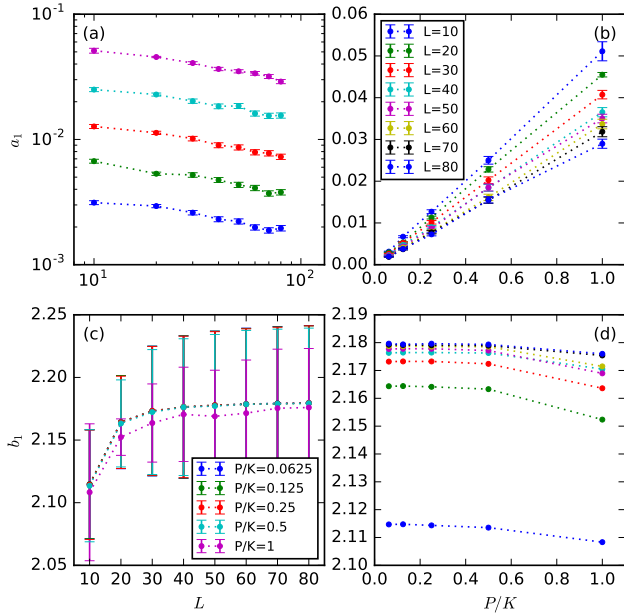 (a)
a₁
10⁻¹
10⁻²
10⁻³
10¹
10²
(b)
0.06
0.05
0.04
0.03
0.02
0.01
0.00
L=10
L=20
L=30
L=40
L=50
L=60
L=70
L=80
0.0 0.2 0.4 0.6 0.8 1.0
(c)
b₁
2.25
2.20
2.15
2.10
2.05
P/K=0.0625
P/K=0.125
P/K=0.25
P/K=0.5
P/K=1
10 20 30 40 50 60 70 80
L
(d)
2.19
2.18
2.17
2.16
2.15
2.14
2.13
2.12
2.11
2.10
0.0 0.2 0.4 0.6 0.8 1.0
P/K